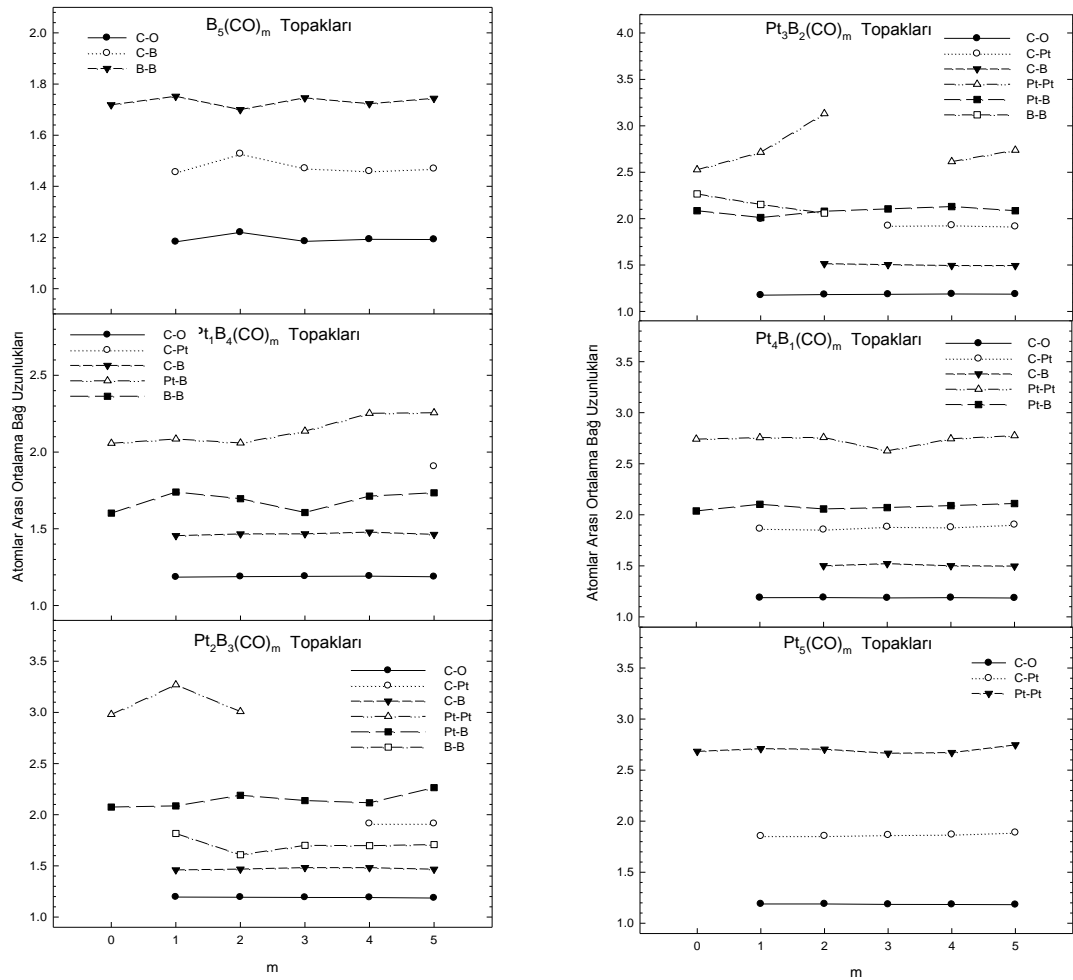 B5(CO)m Topakları
C-O
C-B
B-B
2.0
1.8
1.6
1.4
1.2
1.0
Pt1B4(CO)m Topakları
C-O
C-Pt
C-B
Pt-B
B-B
2.5
2.0
1.5
1.0
Pt2B3(CO)m Topakları
C-O
C-Pt
C-B
Pt-Pt
Pt-B
B-B
3.5
3.0
2.5
2.0
1.5
1.0
0 1 2 3 4 5
m
Atomlar Arası Ortalama Bağ Uzunlukları
Pt3B2(CO)m Topakları
C-O
C-Pt
C-B
Pt-Pt
Pt-B
B-B
4.0
3.5
3.0
2.5
2.0
1.5
1.0
Pt4B1(CO)m Topakları
C-O
C-Pt
C-B
Pt-Pt
Pt-B
3.5
3.0
2.5
2.0
1.5
1.0
Pt5(CO)m Topakları
C-O
C-Pt
Pt-Pt
3.5
3.0
2.5
2.0
1.5
1.0
0 1 2 3 4 5
m
Atomlar Arası Ortalama Bağ Uzunlukları